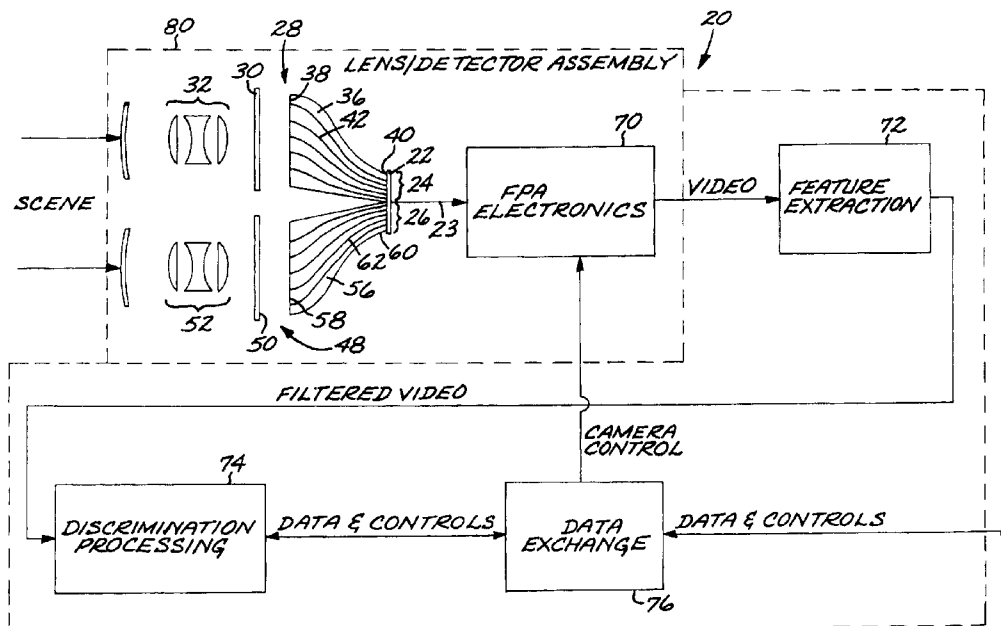 80
28
20
LENS/DETECTOR ASSEMBLY
30
38
32
36
42
40
22
24
26
23
70
FPA
ELECTRONICS
VIDEO
72
FEATURE
EXTRACTION
SCENE
62
60
56
58
52
50
48
FILTERED VIDEO
CAMERA
CONTROL
74
DISCRIMINATION
PROCESSING
DATA & CONTROLS
DATA
EXCHANGE
DATA & CONTROLS
76